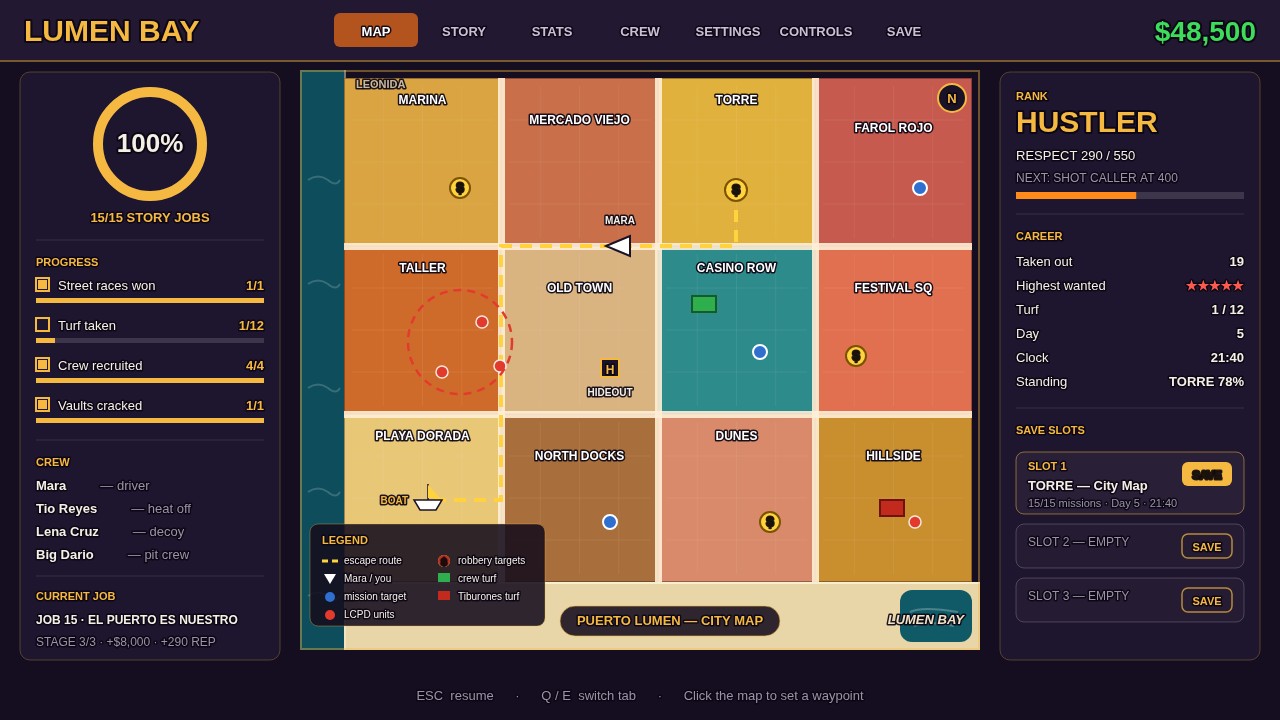 LUMEN BAY
MAP
STORY
STATS
CREW
SETTINGS
CONTROLS
SAVE
$48,500
100%
15/15 STORY JOBS
PROGRESS
Street races won 1/1
Turf taken 1/12
Crew recruited 4/4
Vaults cracked 1/1
CREW
Mara — driver
Tio Reyes — heat off
Lena Cruz — decoy
Big Dario — pit crew
CURRENT JOB
JOB 15 · EL PUERTO ES NUESTRO
STAGE 3/3 · +$8,000 · +290 REP
LEONIDA
MARINA
MERCADO VIEJO
TORRE
FAROL ROJO
N
$
$
MARA
TALLER
OLD TOWN
CASINO ROW
FESTIVAL SQ
$
H
HIDEOUT
PLAYA DORADA
NORTH DOCKS
DUNES
HILLSIDE
BOAT
$
LEGEND
escape route
robbery targets
Mara / you
crew turf
mission target
Tiburones turf
LCPD units
PUERTO LUMEN — CITY MAP
LUMEN BAY
RANK
HUSTLER
RESPECT 290 / 550
NEXT: SHOT CALLER AT 400
CAREER
Taken out 19
Highest wanted ★★★★★
Turf 1 / 12
Day 5
Clock 21:40
Standing TORRE 78%
SAVE SLOTS
SLOT 1
SAVE
TORRE — City Map
15/15 missions · Day 5 · 21:40
SLOT 2 — EMPTY SAVE
SLOT 3 — EMPTY SAVE
ESC resume · Q / E switch tab · Click the map to set a waypoint